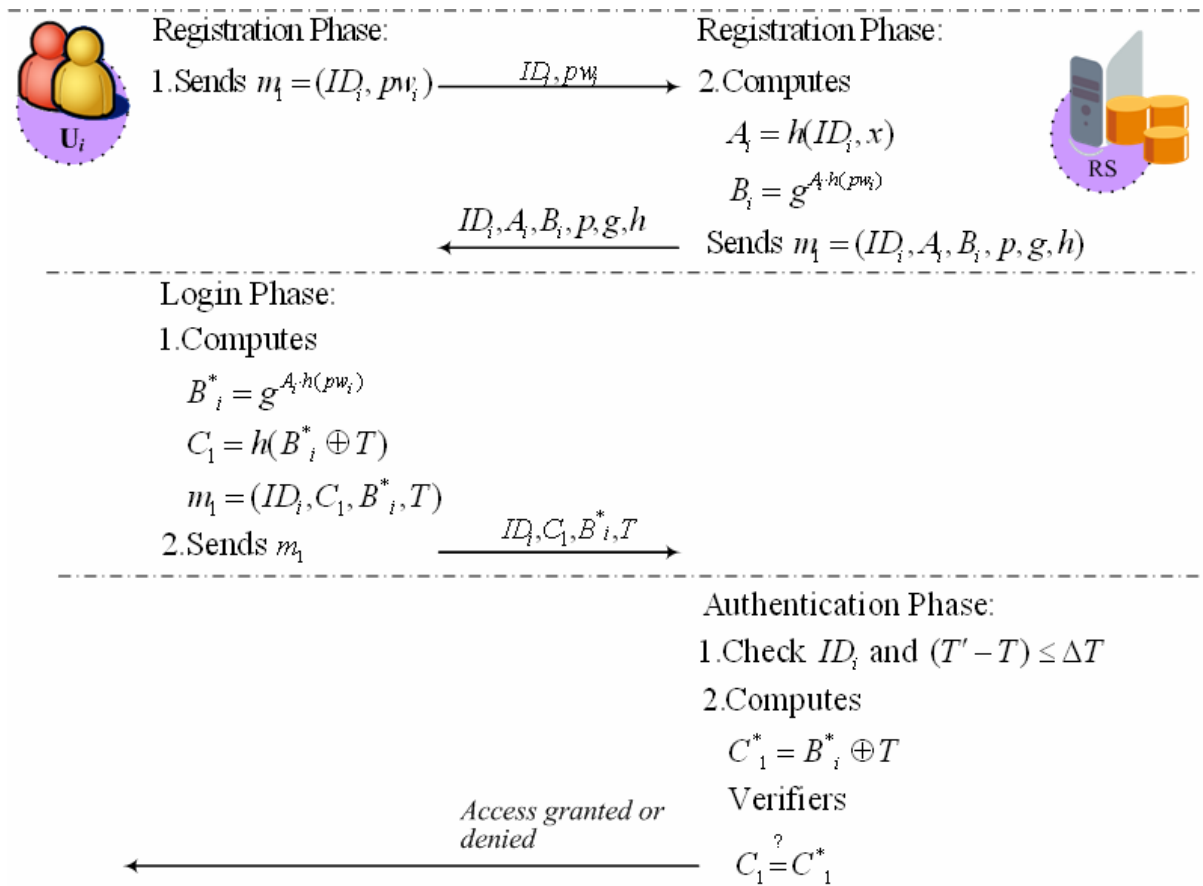 Registration Phase:
1.Sends m₁ = (IDᵢ, pwᵢ)
IDᵢ, pwᵢ
Uᵢ
Registration Phase:
2.Computes
Aᵢ = h(IDᵢ, x)
Bᵢ = g^{Aᵢ·h(pwᵢ)}
RS
IDᵢ, Aᵢ, Bᵢ, p, g, h
Sends m₁ = (IDᵢ, Aᵢ, Bᵢ, p, g, h)
Login Phase:
1.Computes
B*ᵢ = g^{Aᵢ·h(pwᵢ)}
C₁ = h(B*ᵢ ⊕ T)
m₁ = (IDᵢ, C₁, B*ᵢ, T)
2.Sends m₁
IDᵢ, C₁, B*ᵢ, T
Authentication Phase:
1.Check IDᵢ and (T′ − T) ≤ ΔT
2.Computes
C*₁ = B*ᵢ ⊕ T
Verifiers
C₁ ≟ C*₁
Access granted or
denied